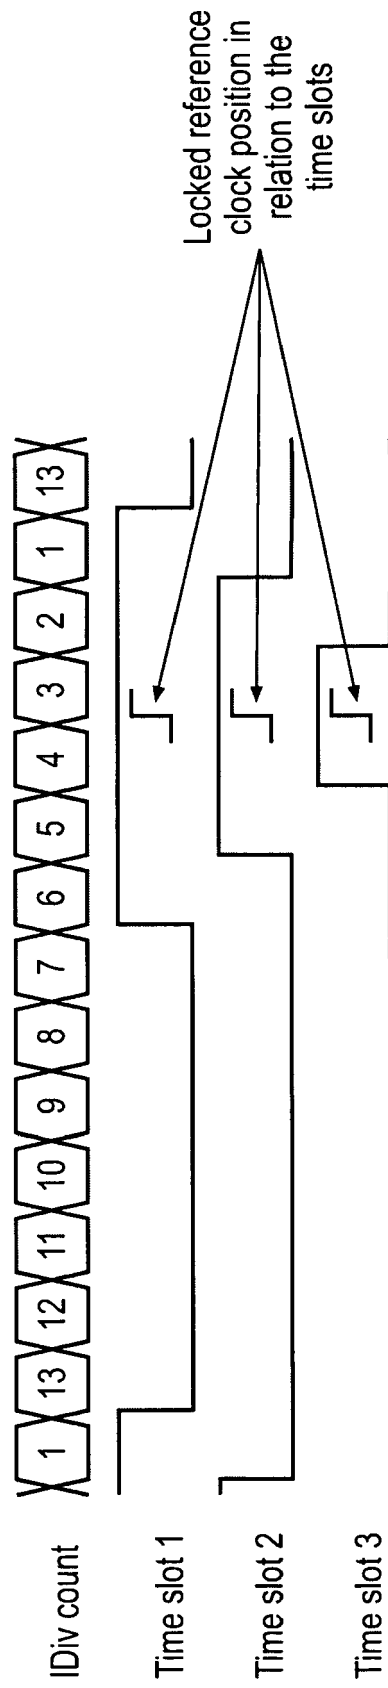 IDiv count 1 13 12 11 10 9 8 7 6 5 4 3 2 1 13
Time slot 1
Time slot 2
Time slot 3
Locked reference
clock position in
relation to the
time slots